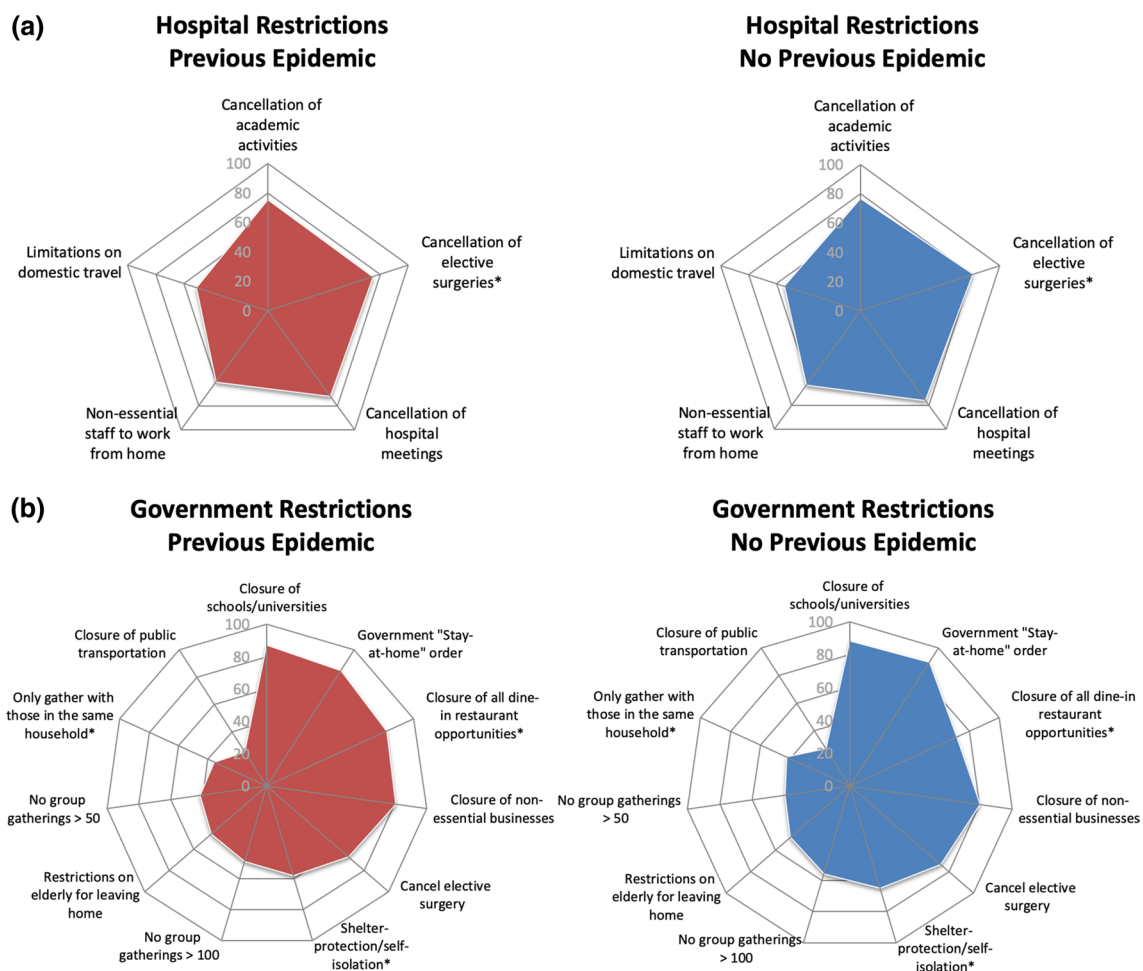 (a)
Hospital Restrictions
Previous Epidemic
Cancellation of
academic
activities
100
80
60
40
20
0
Cancellation of
elective
surgeries*
Cancellation of
hospital
meetings
Non-essential
staff to work
from home
Limitations on
domestic travel
Hospital Restrictions
No Previous Epidemic
Cancellation of
academic
activities
100
80
60
40
20
0
Cancellation of
elective
surgeries*
Cancellation of
hospital
meetings
Non-essential
staff to work
from home
Limitations on
domestic travel
(b)
Government Restrictions
Previous Epidemic
Closure of
schools/universities
100
80
60
40
20
0
Government "Stay-
at-home" order
Closure of all dine-
in restaurant
opportunities*
Closure of non-
essential businesses
Cancel elective
surgery
Shelter-
protection/self-
isolation*
No group
gatherings > 100
Restrictions on
elderly for leaving
home
No group
gatherings > 50
Only gather with
those in the same
household*
Closure of public
transportation
Government Restrictions
No Previous Epidemic
Closure of
schools/universities
100
80
60
40
20
0
Government "Stay-
at-home" order
Closure of all dine-in
restaurant
opportunities*
Closure of non-
essential businesses
Cancel elective
surgery
Shelter-
protection/self-
isolation*
No group gatherings
> 100
Restrictions on
elderly for leaving
home
No group gatherings
> 50
Only gather with
those in the same
household*
Closure of public
transportation